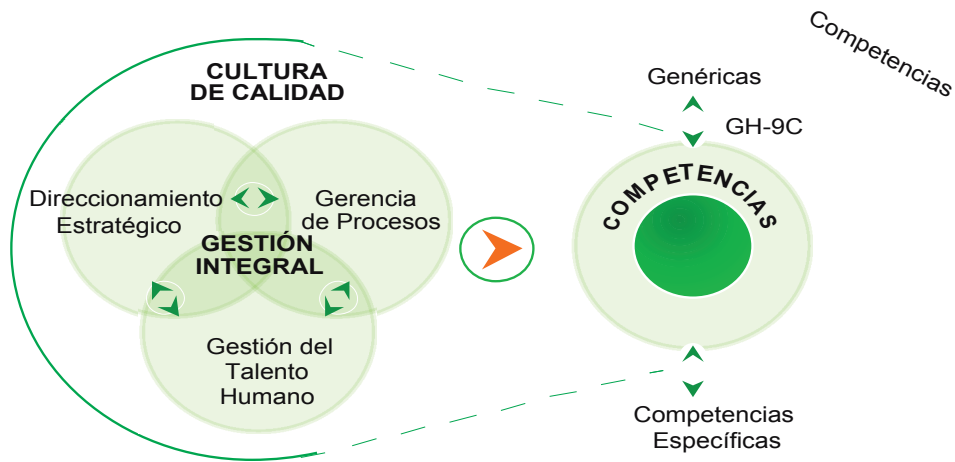 CULTURA
DE CALIDAD
Direccionamiento
Estratégico
Gerencia
de Procesos
GESTIÓN
INTEGRAL
Gestión del
Talento
Humano
Competencias
Genéricas
GH-9C
COMPETENCIAS
Competencias
Específicas